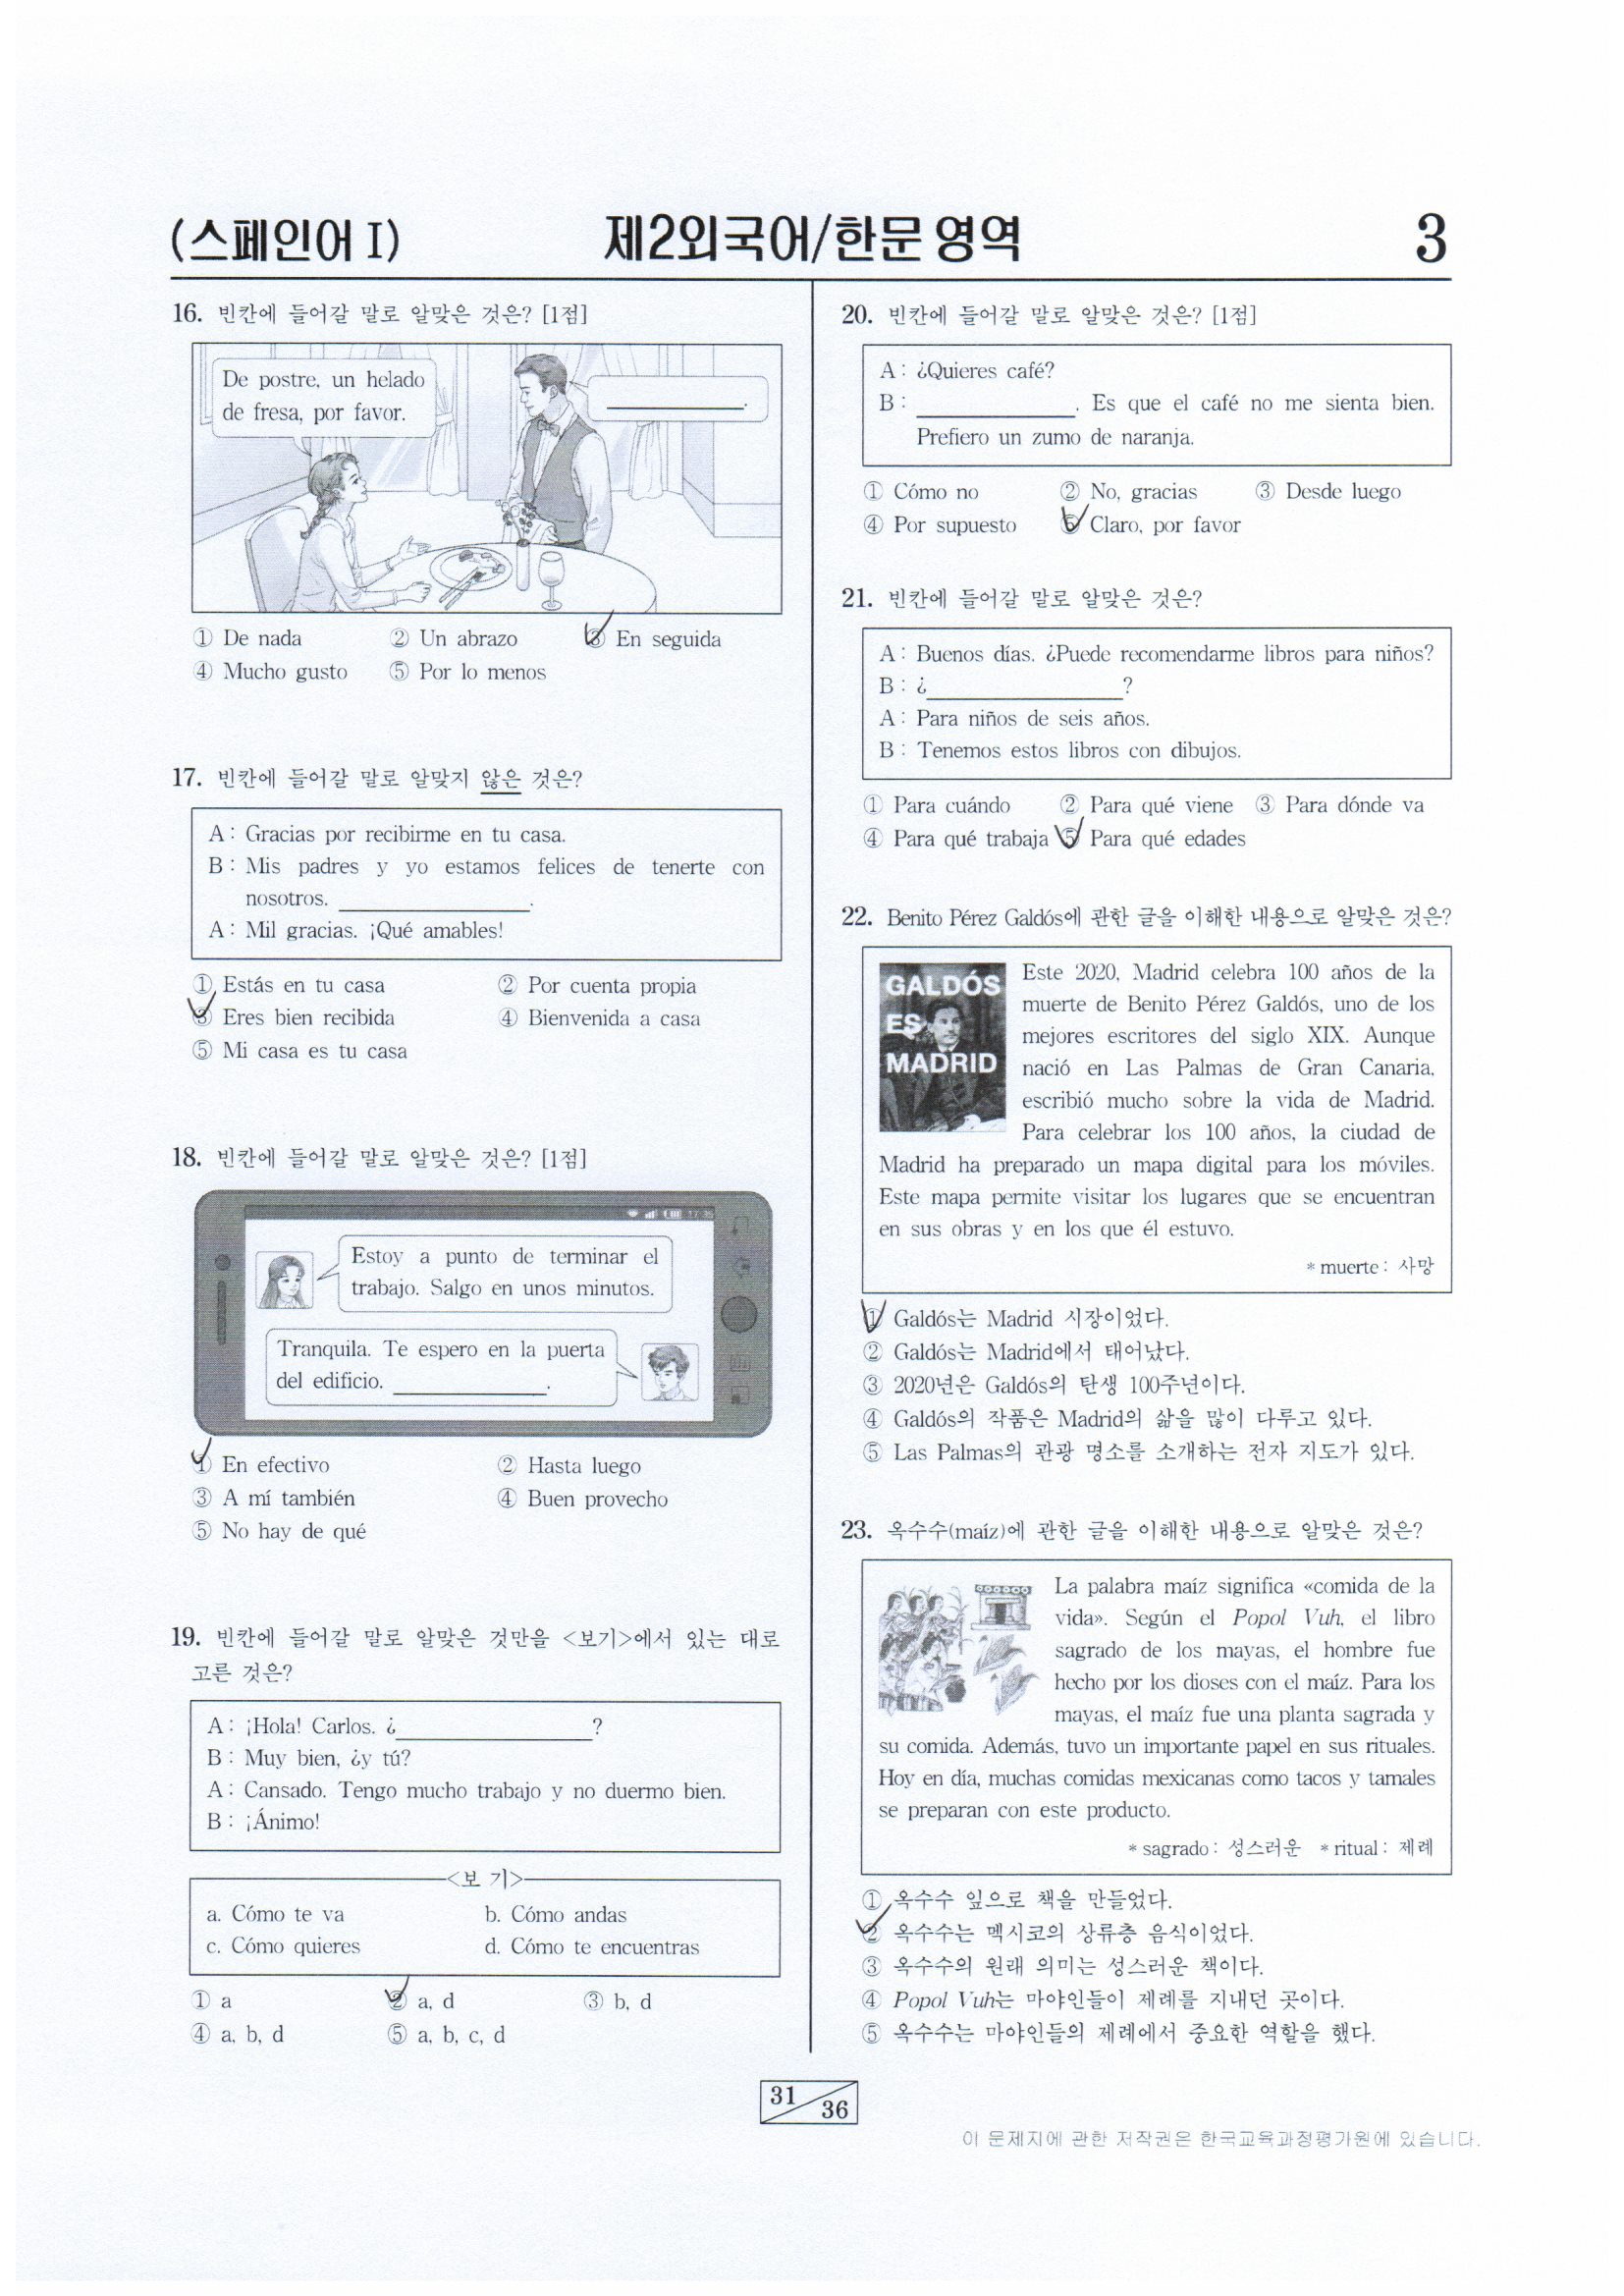 (스페인어 I)
제2외국어/한문 영역
3
16. 빈칸에 들어갈 말로 알맞은 것은? [1점]
De postre, un helado
de fresa, por favor.
____________.
① De nada ② Un abrazo ③ En seguida
④ Mucho gusto ⑤ Por lo menos
17. 빈칸에 들어갈 말로 알맞지 않은 것은?
A : Gracias por recibirme en tu casa.
B : Mis padres y yo estamos felices de tenerte con
nosotros. ____________.
A : Mil gracias. ¡Qué amables!
① Estás en tu casa ② Por cuenta propia
③ Eres bien recibida ④ Bienvenida a casa
⑤ Mi casa es tu casa
18. 빈칸에 들어갈 말로 알맞은 것은? [1점]
Estoy a punto de terminar el
trabajo. Salgo en unos minutos.
Tranquila. Te espero en la puerta
del edificio. ____________.
① En efectivo ② Hasta luego
③ A mí también ④ Buen provecho
⑤ No hay de qué
19. 빈칸에 들어갈 말로 알맞은 것만을 <보기>에서 있는 대로
고른 것은?
A : ¡Hola! Carlos. ¿____________?
B : Muy bien, ¿y tú?
A : Cansado. Tengo mucho trabajo y no duermo bien.
B : ¡Ánimo!
<보 기>
a. Cómo te va b. Cómo andas
c. Cómo quieres d. Cómo te encuentras
① a ② a, d ③ b, d
④ a, b, d ⑤ a, b, c, d
20. 빈칸에 들어갈 말로 알맞은 것은? [1점]
A : ¿Quieres café?
B : ____________. Es que el café no me sienta bien.
Prefiero un zumo de naranja.
① Cómo no ② No, gracias ③ Desde luego
④ Por supuesto ⑤ Claro, por favor
21. 빈칸에 들어갈 말로 알맞은 것은?
A : Buenos días. ¿Puede recomendarme libros para niños?
B : ¿____________?
A : Para niños de seis años.
B : Tenemos estos libros con dibujos.
① Para cuándo ② Para qué viene ③ Para dónde va
④ Para qué trabaja ⑤ Para qué edades
22. Benito Pérez Galdós에 관한 글을 이해한 내용으로 알맞은 것은?
GALDÓS
ES
MADRID
Este 2020, Madrid celebra 100 años de la
muerte de Benito Pérez Galdós, uno de los
mejores escritores del siglo XIX. Aunque
nació en Las Palmas de Gran Canaria,
escribió mucho sobre la vida de Madrid.
Para celebrar los 100 años, la ciudad de
Madrid ha preparado un mapa digital para los móviles.
Este mapa permite visitar los lugares que se encuentran
en sus obras y en los que él estuvo.
* muerte : 사망
① Galdós는 Madrid 시장이었다.
② Galdós는 Madrid에서 태어났다.
③ 2020년은 Galdós의 탄생 100주년이다.
④ Galdós의 작품은 Madrid의 삶을 많이 다루고 있다.
⑤ Las Palmas의 관광 명소를 소개하는 전자 지도가 있다.
23. 옥수수(maíz)에 관한 글을 이해한 내용으로 알맞은 것은?
La palabra maíz significa «comida de la
vida». Según el Popol Vuh, el libro
sagrado de los mayas, el hombre fue
hecho por los dioses con el maíz. Para los
mayas, el maíz fue una planta sagrada y
su comida. Además, tuvo un importante papel en sus rituales.
Hoy en día, muchas comidas mexicanas como tacos y tamales
se preparan con este producto.
* sagrado : 성스러운 * ritual : 제례
① 옥수수 잎으로 책을 만들었다.
② 옥수수는 멕시코의 상류층 음식이었다.
③ 옥수수의 원래 의미는 성스러운 책이다.
④ Popol Vuh는 마야인들이 제례를 지내던 곳이다.
⑤ 옥수수는 마야인들의 제례에서 중요한 역할을 했다.
31
36
이 문제지에 관한 저작권은 한국교육과정평가원에 있습니다.